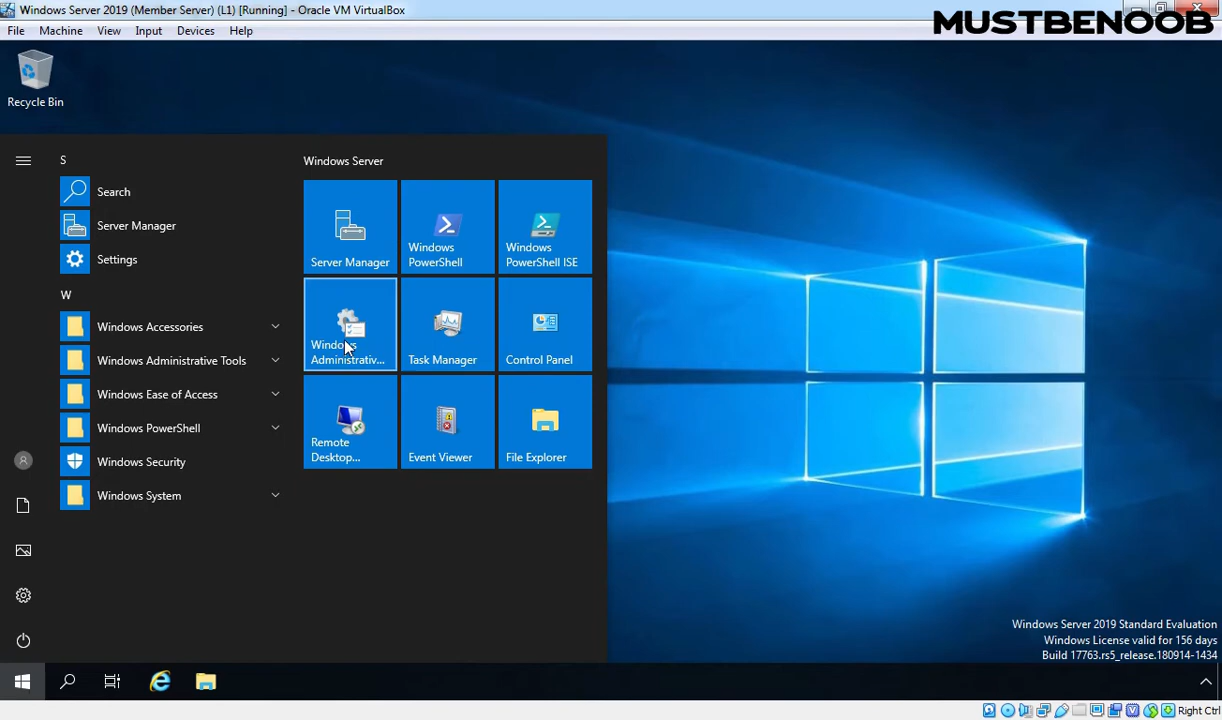 Windows Server 2019 (Member Server) (L1) [Running] - Oracle VM VirtualBox
MUSTBENOOB
File Machine View Input Devices Help
Recycle Bin
S
Search
Server Manager
Settings
W
Windows Accessories
Windows Administrative Tools
Windows Ease of Access
Windows PowerShell
Windows Security
Windows System
Windows Server
Server Manager
Windows
PowerShell
Windows
PowerShell ISE
Windows
Administrativ...
Task Manager
Control Panel
Remote
Desktop...
Event Viewer
File Explorer
Windows Server 2019 Standard Evaluation
Windows License valid for 156 days
Build 17763.rs5_release.180914-1434
Right Ctrl